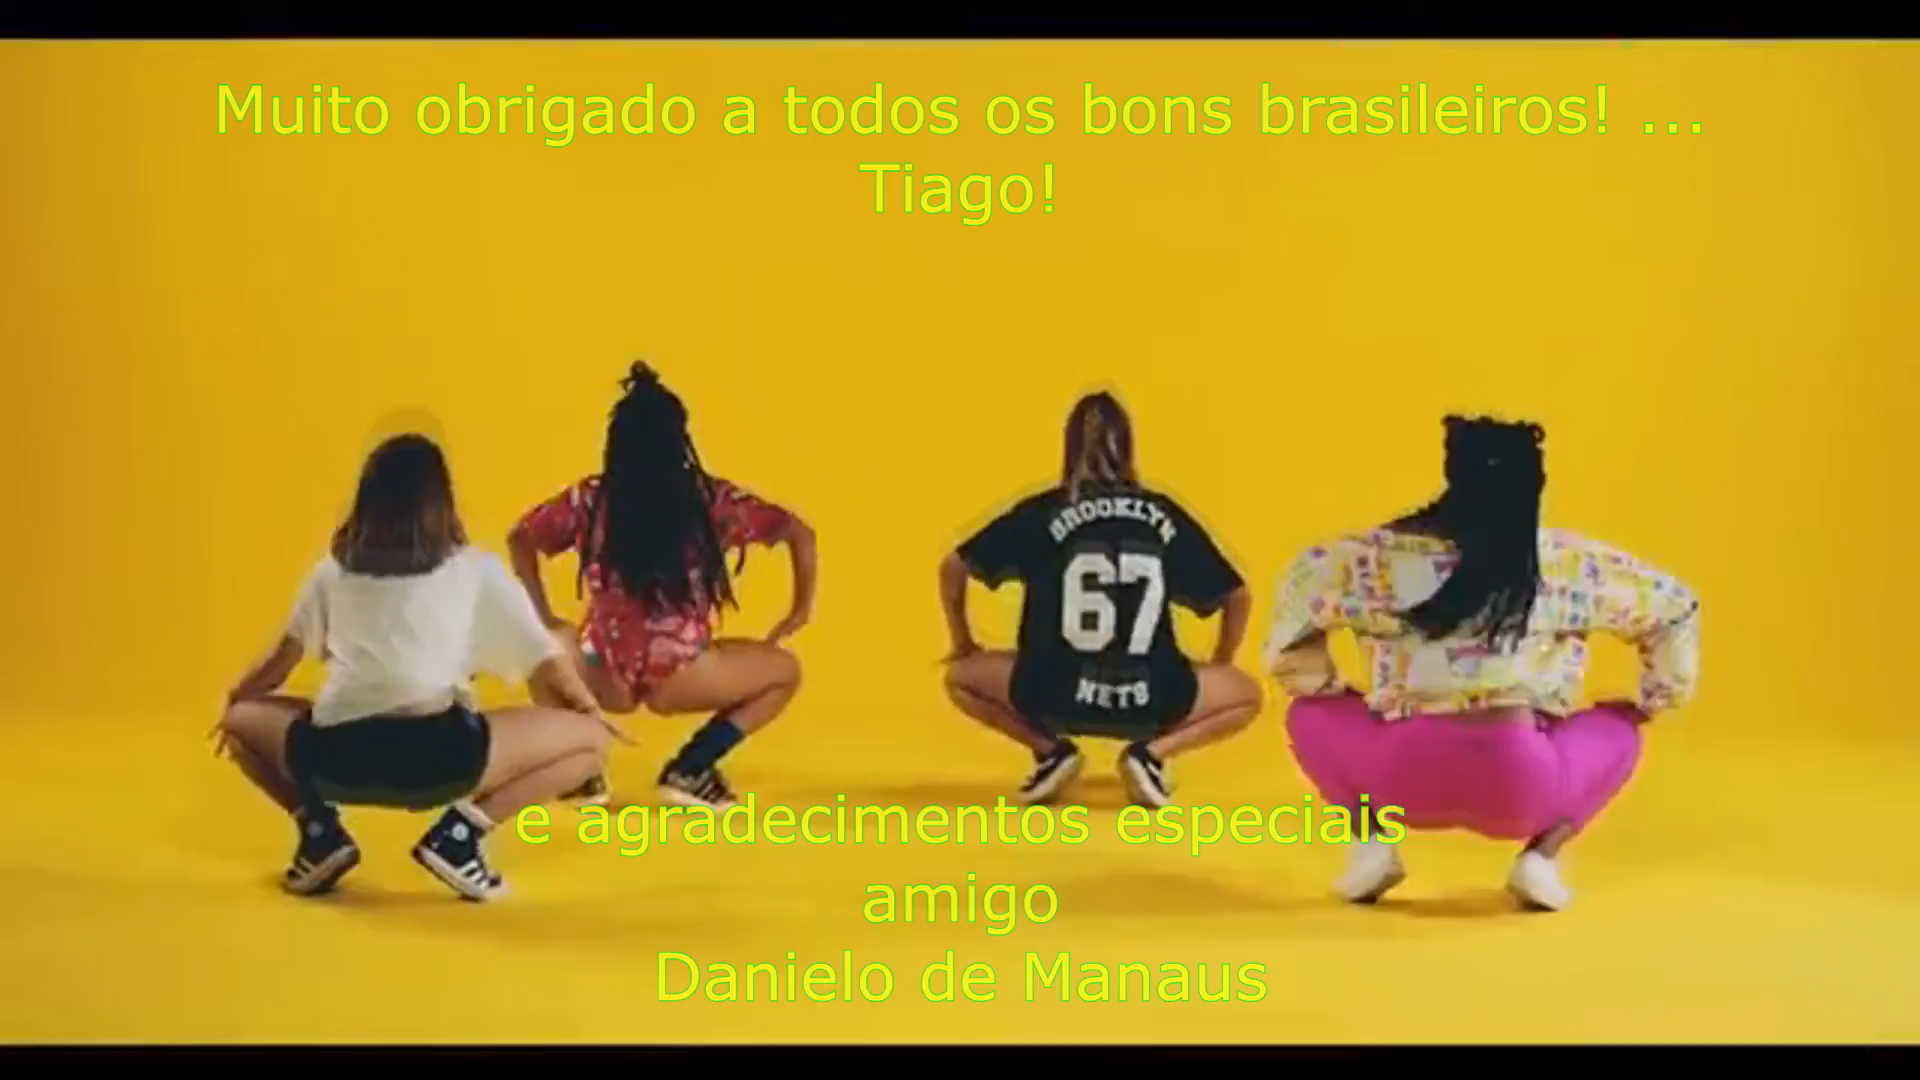 Muito obrigado a todos os bons brasileiros! ...
Tiago!
BROOKLYN
67
NETS
e agradecimentos especiais
amigo
Danielo de Manaus